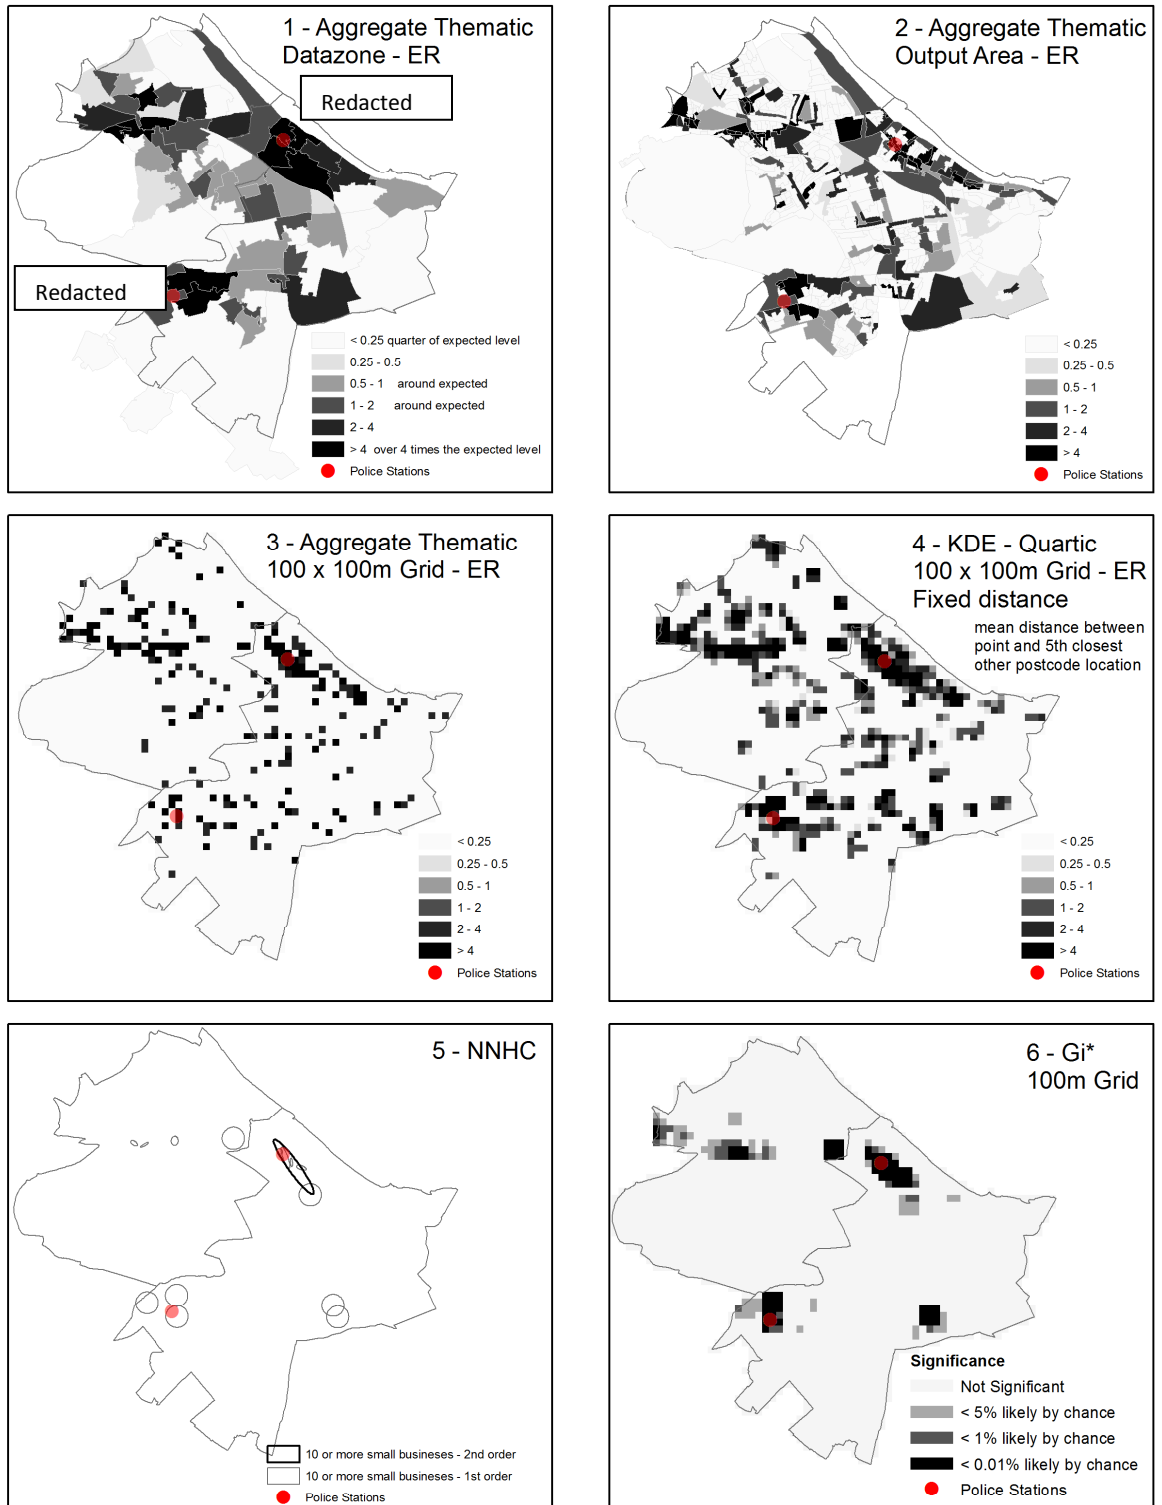 1 - Aggregate Thematic
Datazone - ER
Redacted
Redacted
< 0.25 quarter of expected level
0.25 - 0.5
0.5 - 1 around expected
1 - 2 around expected
2 - 4
> 4 over 4 times the expected level
Police Stations
2 - Aggregate Thematic
Output Area - ER
< 0.25
0.25 - 0.5
0.5 - 1
1 - 2
2 - 4
> 4
Police Stations
3 - Aggregate Thematic
100 x 100m Grid - ER
< 0.25
0.25 - 0.5
0.5 - 1
1 - 2
2 - 4
> 4
Police Stations
4 - KDE - Quartic
100 x 100m Grid - ER
Fixed distance
mean distance between
point and 5th closest
other postcode location
< 0.25
0.25 - 0.5
0.5 - 1
1 - 2
2 - 4
> 4
Police Stations
5 - NNHC
10 or more small busineses - 2nd order
10 or more small busineses - 1st order
Police Stations
6 - Gi*
100m Grid
Significance
Not Significant
< 5% likely by chance
< 1% likely by chance
< 0.01% likely by chance
Police Stations